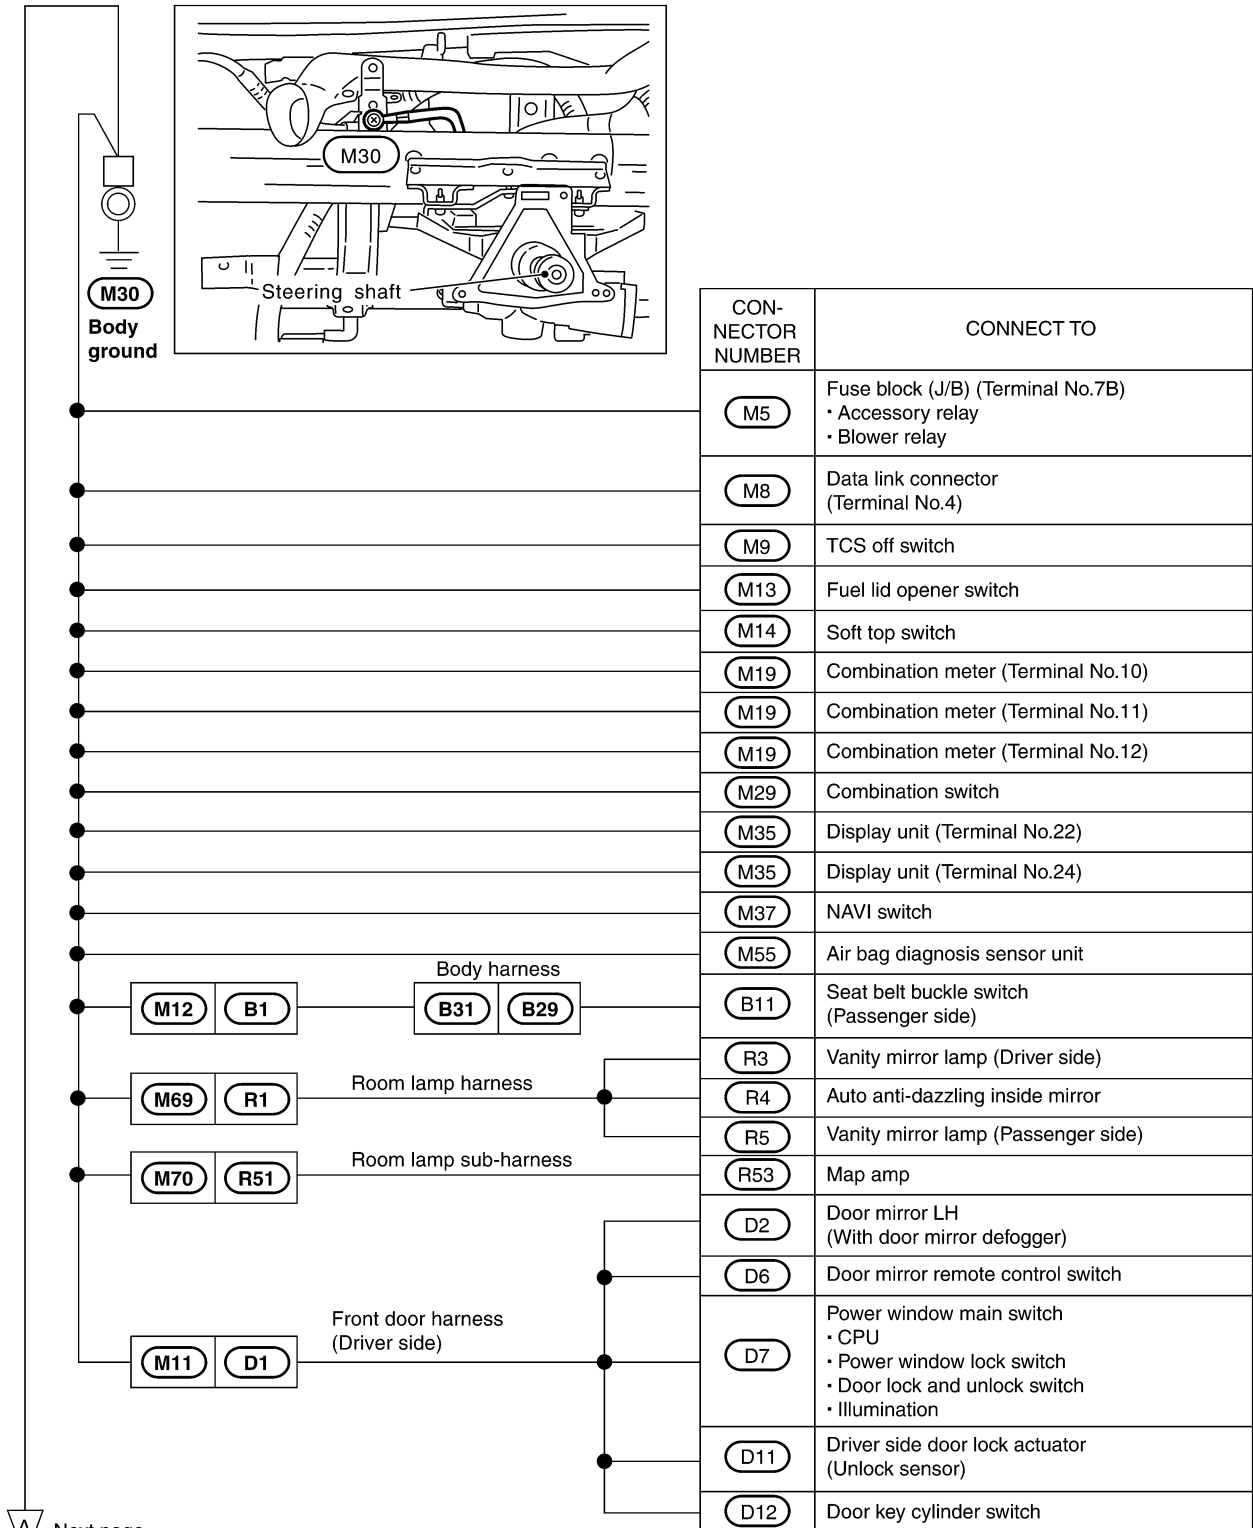 M30
Steering shaft
M30
Body
ground
CON-
NECTOR
NUMBER
CONNECT TO
M5
Fuse block (J/B) (Terminal No.7B)
· Accessory relay
· Blower relay
M8
Data link connector
(Terminal No.4)
M9
TCS off switch
M13
Fuel lid opener switch
M14
Soft top switch
M19
Combination meter (Terminal No.10)
M19
Combination meter (Terminal No.11)
M19
Combination meter (Terminal No.12)
M29
Combination switch
M35
Display unit (Terminal No.22)
M35
Display unit (Terminal No.24)
M37
NAVI switch
M55
Air bag diagnosis sensor unit
Body harness
M12
B1
B31
B29
B11
Seat belt buckle switch
(Passenger side)
R3
Vanity mirror lamp (Driver side)
Room lamp harness
M69
R1
R4
Auto anti-dazzling inside mirror
R5
Vanity mirror lamp (Passenger side)
Room lamp sub-harness
M70
R51
R53
Map amp
D2
Door mirror LH
(With door mirror defogger)
D6
Door mirror remote control switch
Front door harness
(Driver side)
M11
D1
D7
Power window main switch
· CPU
· Power window lock switch
· Door lock and unlock switch
· Illumination
D11
Driver side door lock actuator
(Unlock sensor)
D12
Door key cylinder switch
A
Next page